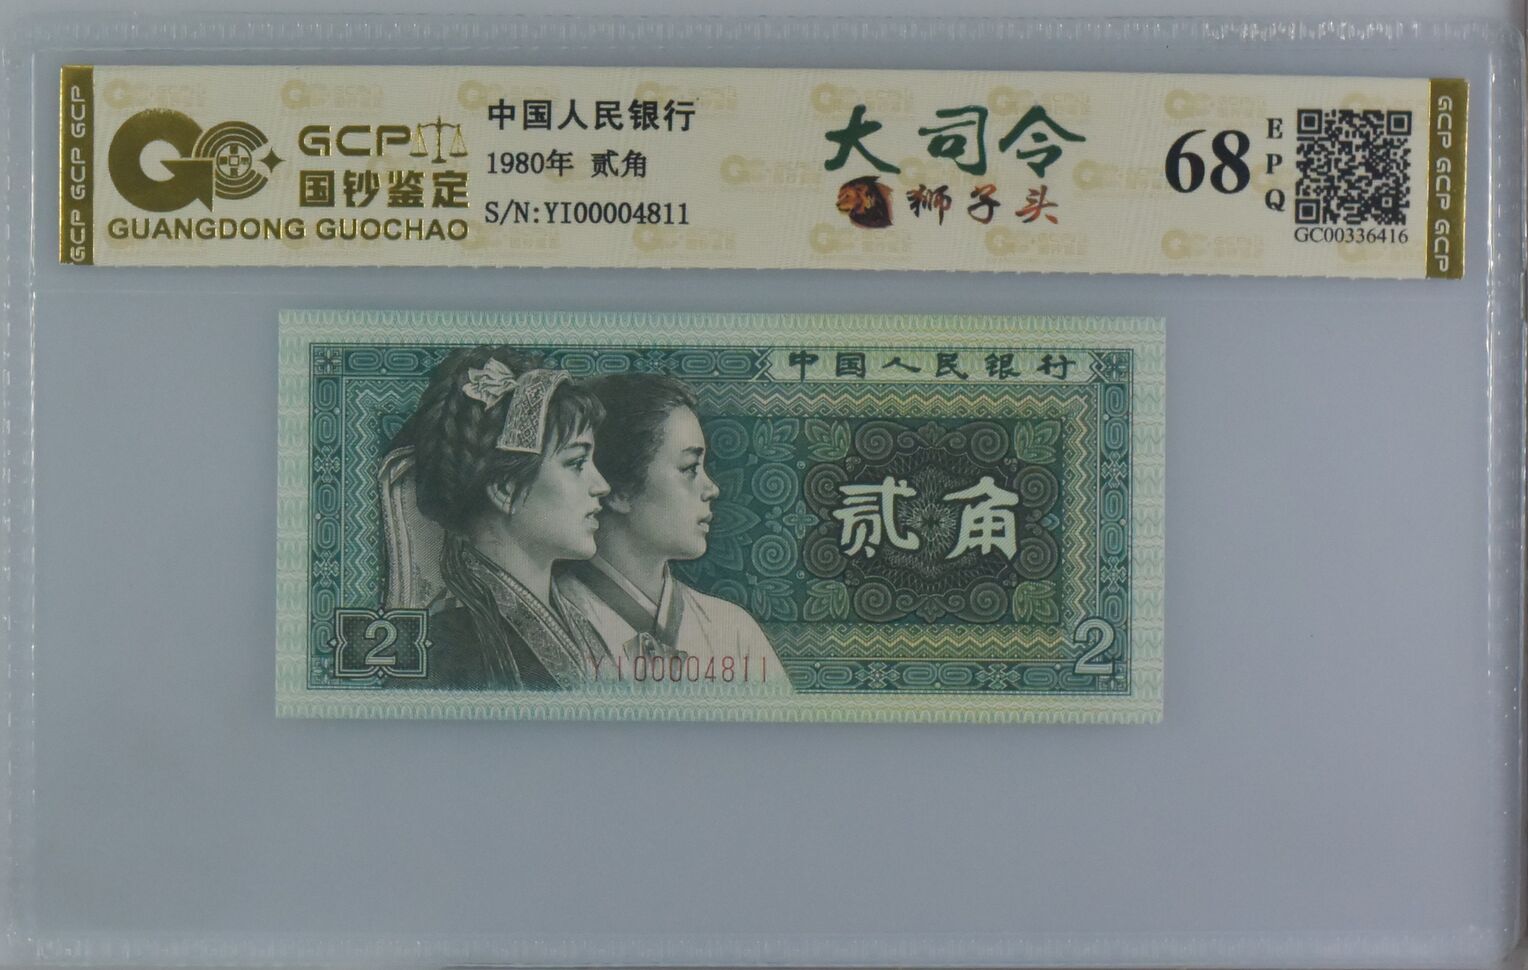 GCP GCP GCP
GCP
国钞鉴定
GUANGDONG GUOCHAO
中国人民银行
1980年 贰角
S/N:YI00004811
大司令
狮子头
68
EPQ
GC00336416
GCP GCP GCP
中国人民银行
贰角
2
YI00004811
2